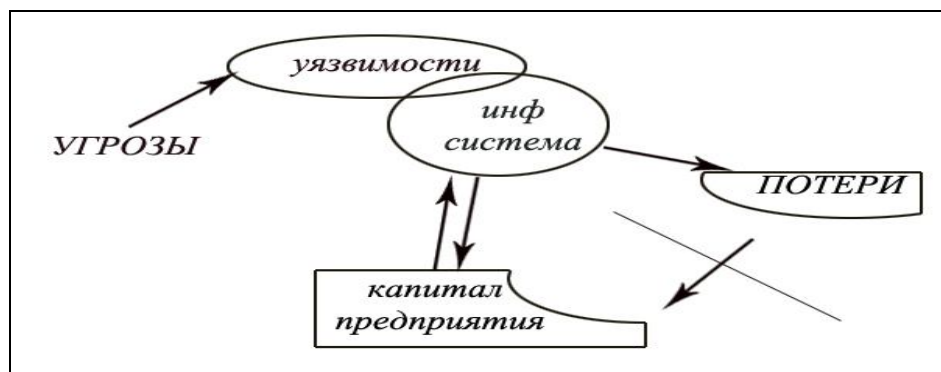 уязвимости
инф
система
УГРОЗЫ
ПОТЕРИ
капитал
предприятия